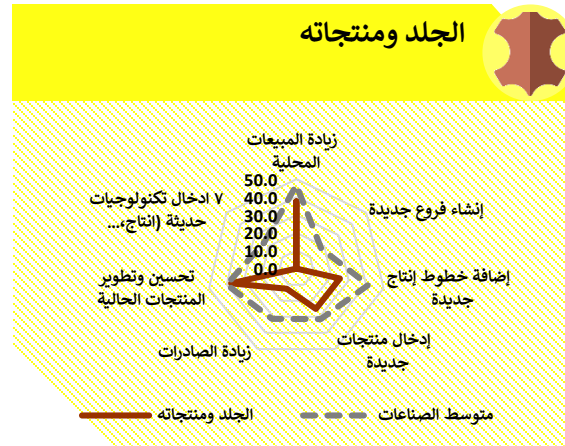 الجلد ومنتجاته
زيادة المبيعات
المحلية
50.0
40.0
30.0
20.0
10.0
0.0
إنشاء فروع جديدة
إضافة خطوط إنتاج
جديدة
إدخال منتجات
جديدة
زيادة الصادرات
تحسين وتطوير
المنتجات الحالية
٧ ادخال تكنولوجيات
حديثة (انتاج،...
متوسط الصناعات
الجلد ومنتجاته